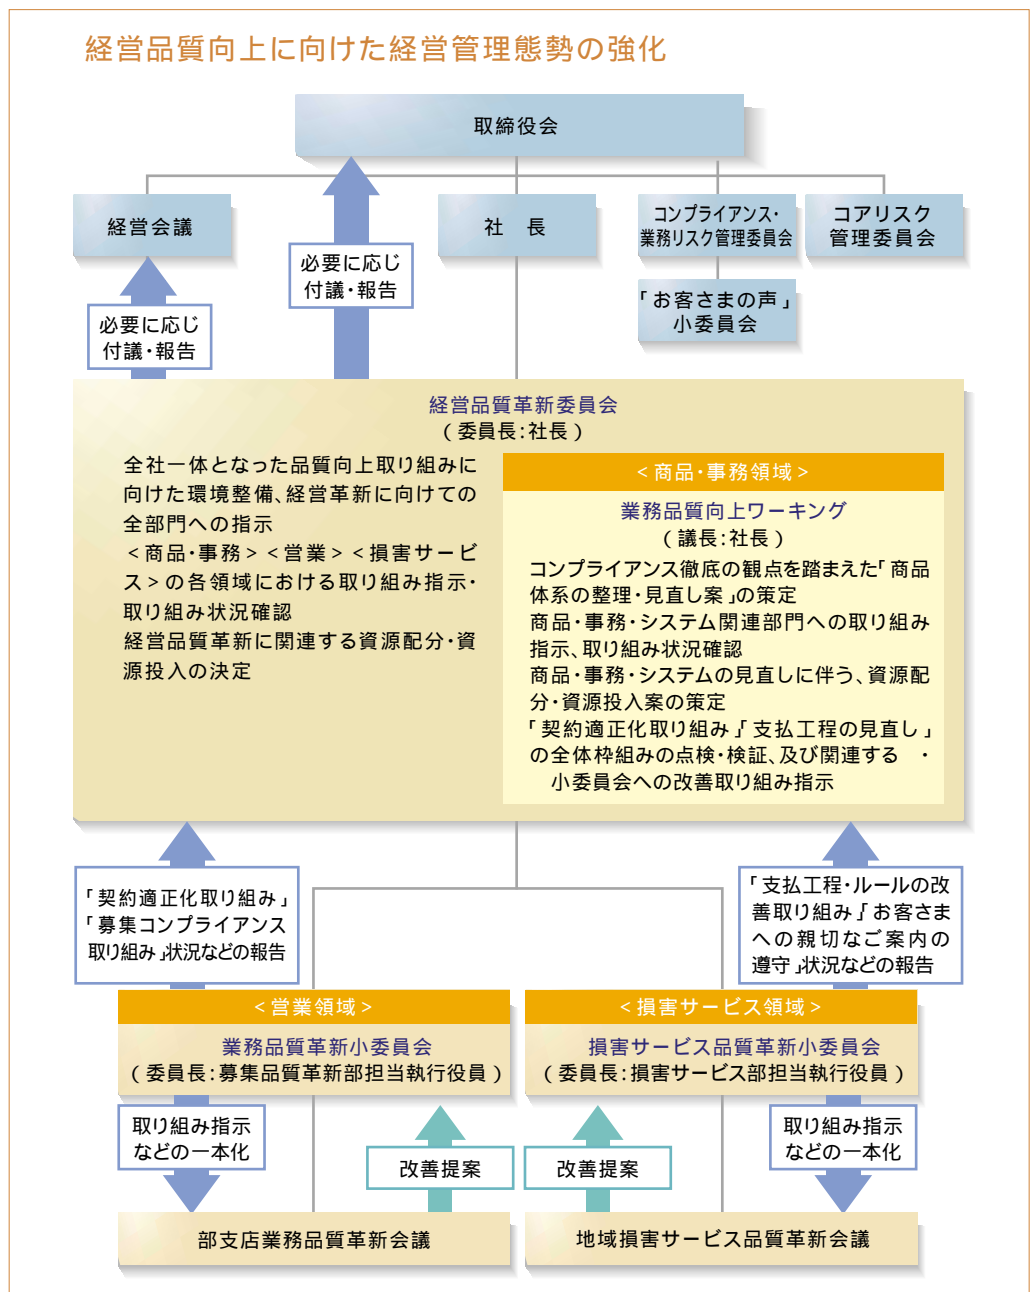 経営品質向上に向けた経営管理態勢の強化
取締役会
経営会議
社 長
コンプライアンス・
業務リスク管理委員会
コアリスク
管理委員会
「お客さまの声」
小委員会
必要に応じ
付議・報告
必要に応じ
付議・報告
経営品質革新委員会
(委員長:社長)
全社一体となった品質向上取り組みに
向けた環境整備、経営革新に向けての
全部門への指示
<商品・事務><営業><損害サービ
ス>の各領域における取り組み指示・
取り組み状況確認
経営品質革新に関連する資源配分・資
源投入の決定
<商品・事務領域>
業務品質向上ワーキング
(議長:社長)
コンプライアンス徹底の観点を踏まえた「商品
体系の整理・見直し案」の策定
商品・事務・システム関連部門への取り組み
指示、取り組み状況確認
商品・事務・システムの見直しに伴う、資源配
分・資源投入案の策定
「契約適正化取り組み」「支払工程の見直し」
の全体枠組みの点検・検証、及び関連する ・
小委員会への改善取り組み指示
「契約適正化取り組み」
「募集コンプライアンス
取り組み」状況などの報告
「支払工程・ルールの改
善取り組み」「お客さま
への親切なご案内の
遵守」状況などの報告
<営業領域>
業務品質革新小委員会
(委員長:募集品質革新部担当執行役員)
<損害サービス領域>
損害サービス品質革新小委員会
(委員長:損害サービス部担当執行役員)
取り組み指示
などの一本化
改善提案
改善提案
取り組み指示
などの一本化
部支店業務品質革新会議
地域損害サービス品質革新会議